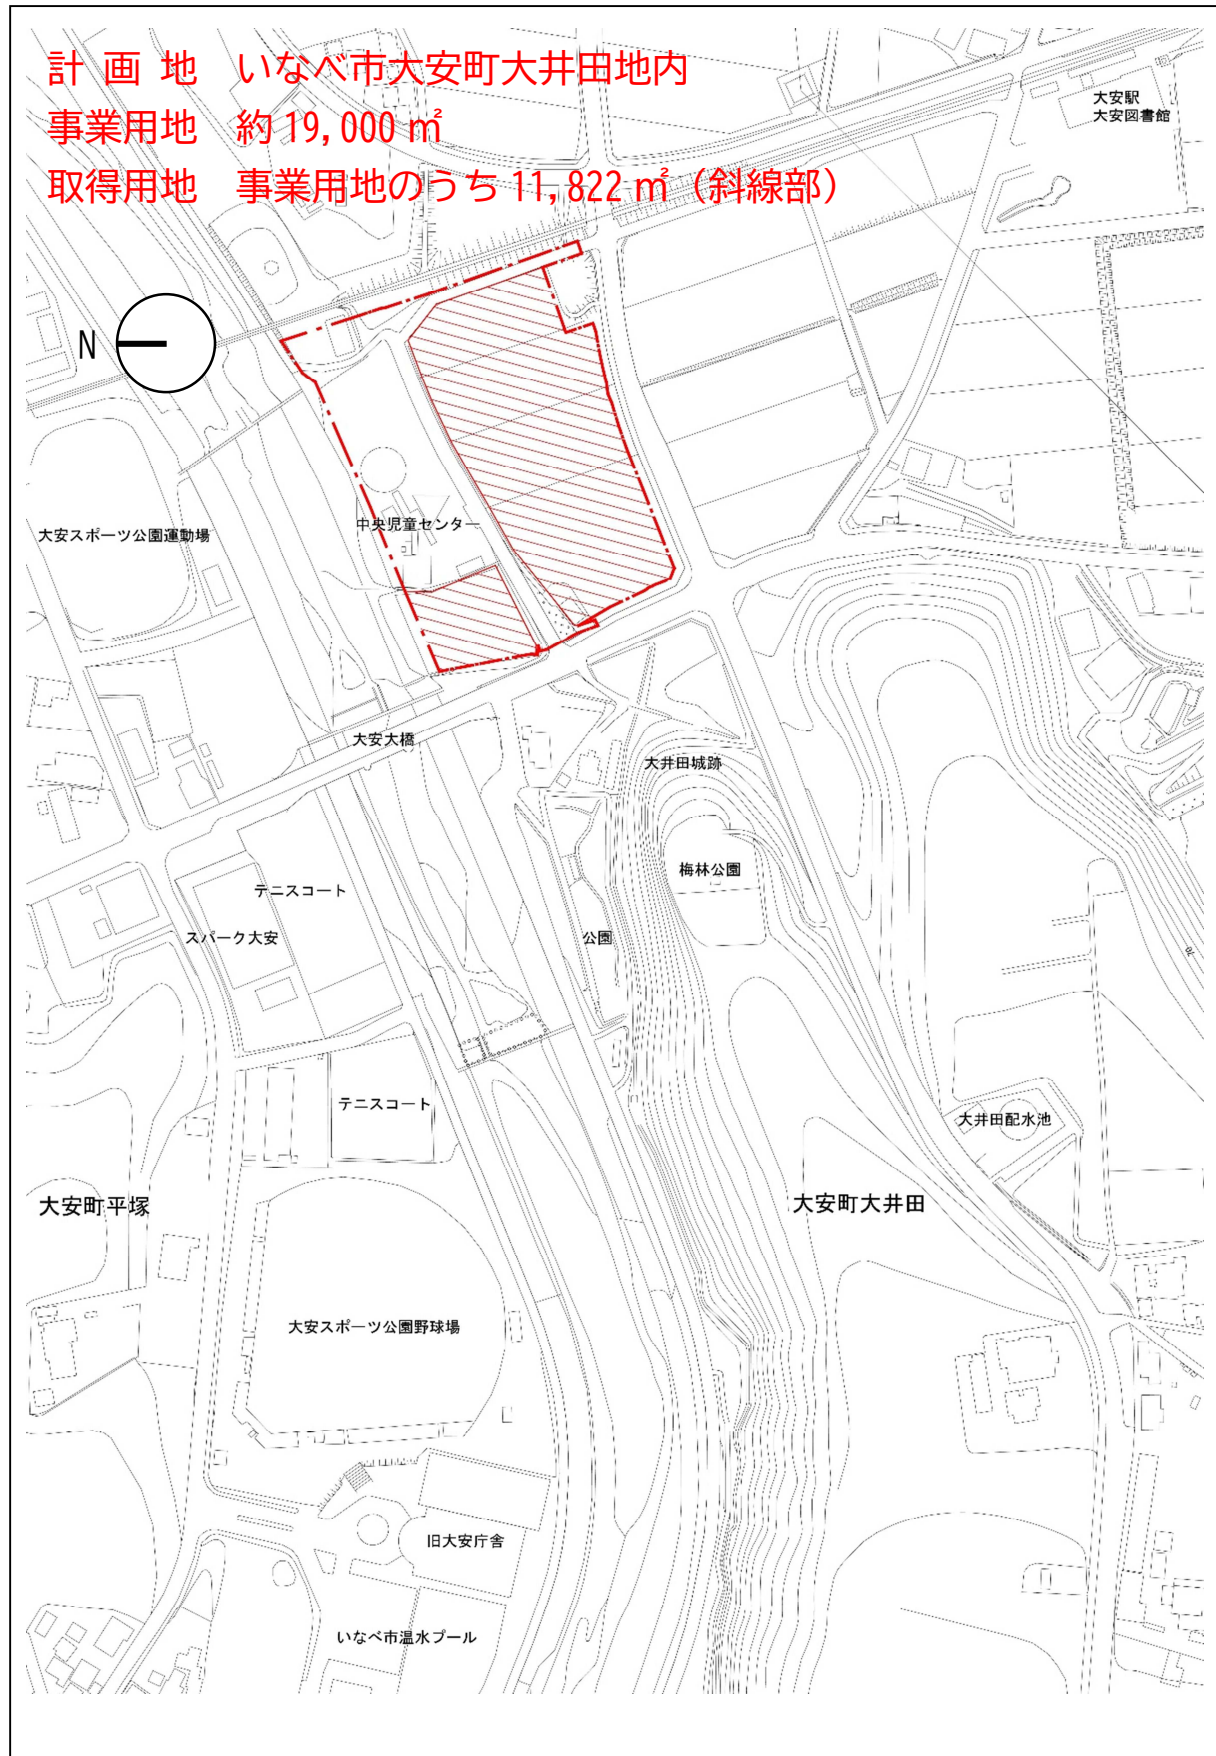 計画地 いなべ市大安町大井田地内
事業用地 約19,000㎡
取得用地 事業用地のうち11,822㎡（斜線部）
大安駅
大安図書館
N
中央児童センター
大安スポーツ公園運動場
大安大橋
大井田城跡
梅林公園
テニスコート
スパーク大安
公園
テニスコート
大井田配水池
大安町平塚
大安町大井田
大安スポーツ公園野球場
旧大安庁舎
いなべ市温水プール